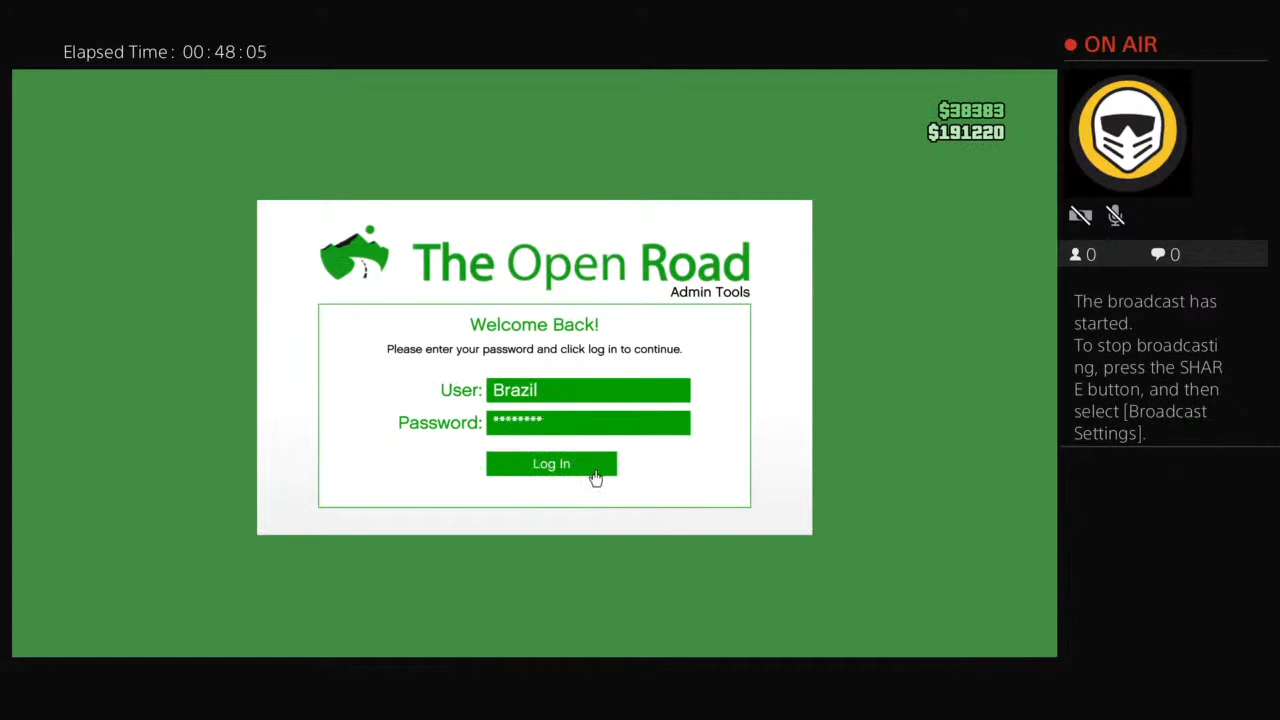 Elapsed Time: 00:48:05
ON AIR
$38383
$191220
The Open Road
Admin Tools
Welcome Back!
Please enter your password and click log in to continue.
User: Brazil
Password: ********
Log In
0 0
The broadcast has
started.
To stop broadcasti
ng, press the SHAR
E button, and then
select [Broadcast
Settings].